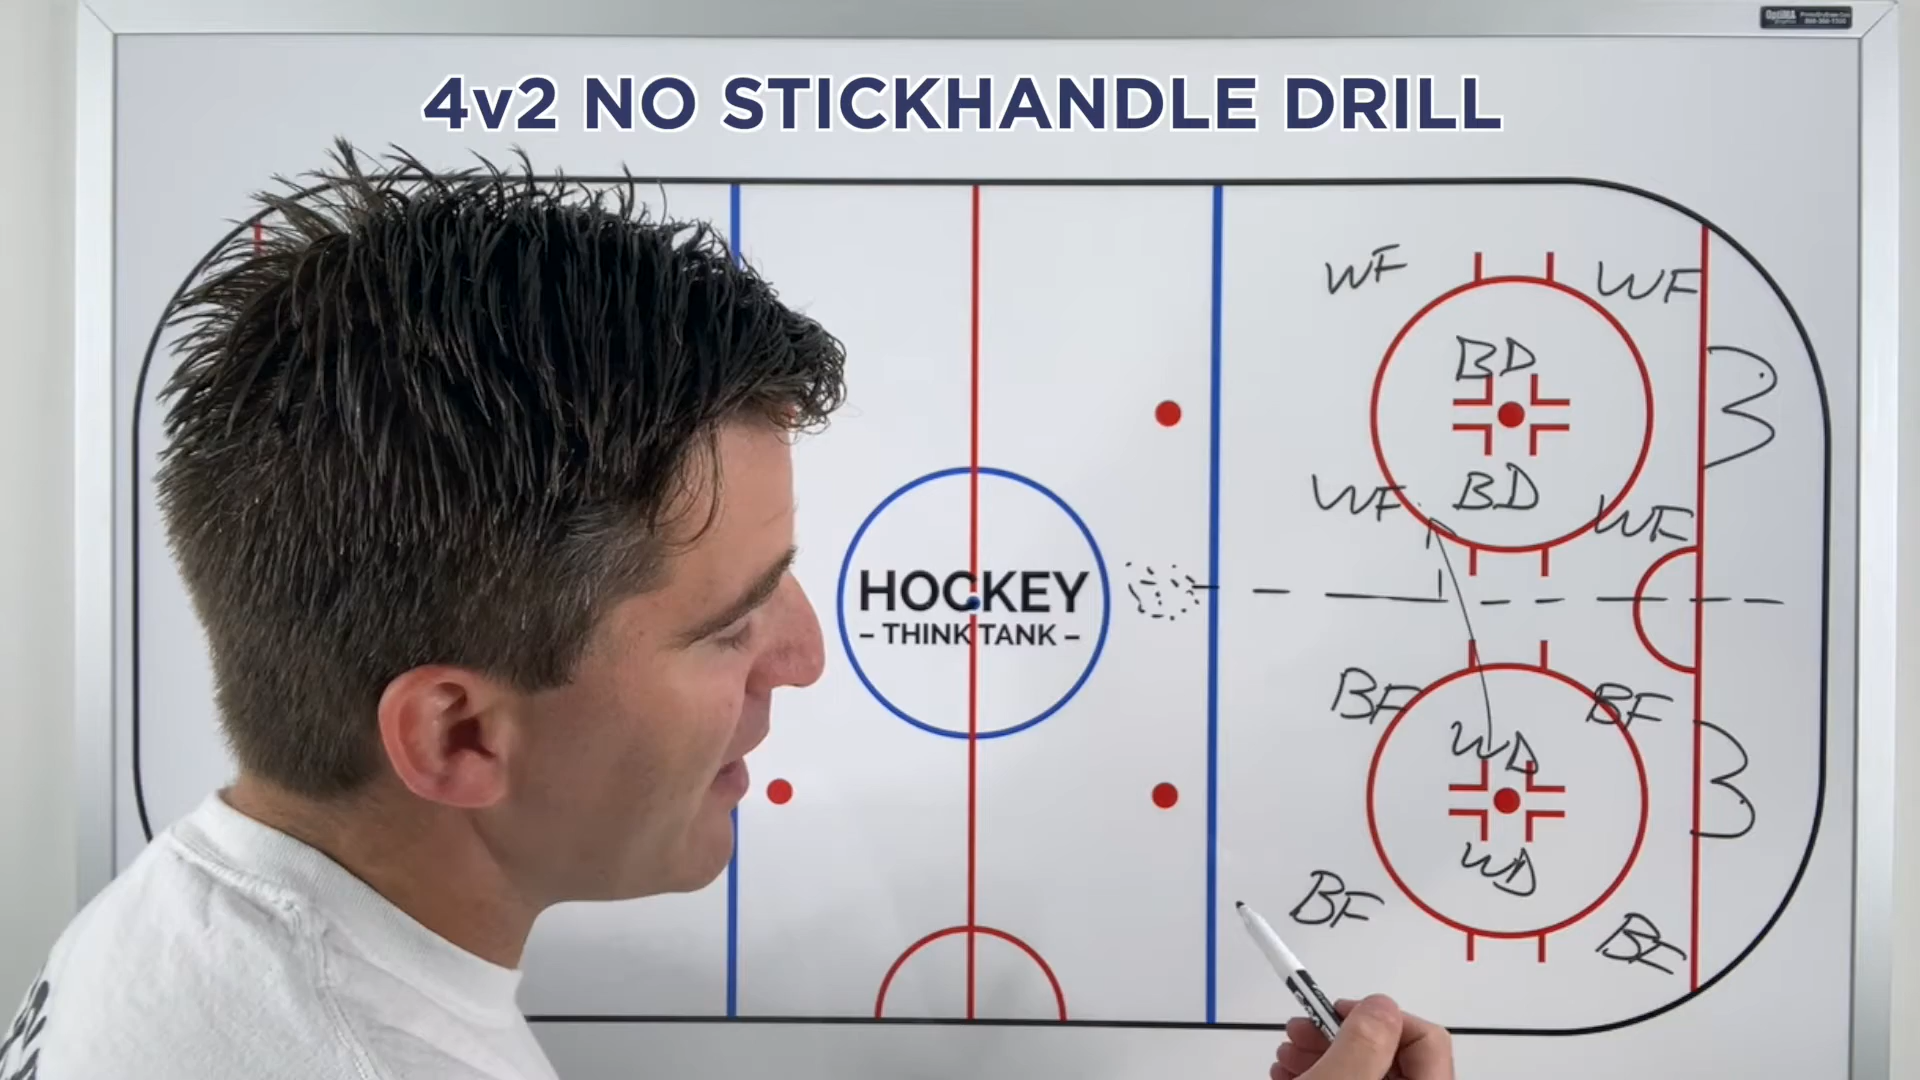 OptiMA
4v2 NO STICKHANDLE DRILL
WF WF
BD
WF BD WF
HOCKEY
– THINK TANK –
BF BF
WD
WD
BF BF